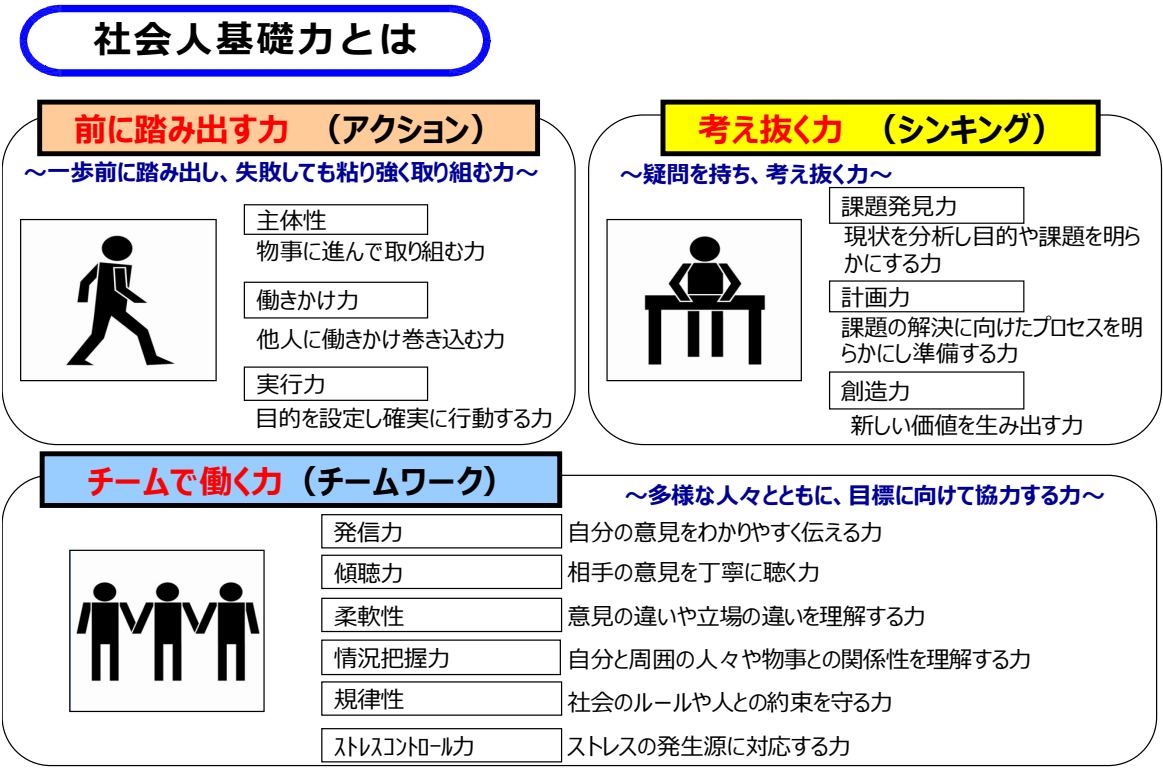 社会人基礎力とは
前に踏み出す力　（アクション）
～一歩前に踏み出し、失敗しても粘り強く取り組む力～
主体性
物事に進んで取り組む力
働きかけ力
他人に働きかけ巻き込む力
実行力
目的を設定し確実に行動する力
考え抜く力　（シンキング）
～疑問を持ち、考え抜く力～
課題発見力
現状を分析し目的や課題を明ら
かにする力
計画力
課題の解決に向けたプロセスを明
らかにし準備する力
創造力
新しい価値を生み出す力
チームで働く力（チームワーク）
～多様な人々とともに、目標に向けて協力する力～
発信力　自分の意見をわかりやすく伝える力
傾聴力　相手の意見を丁寧に聴く力
柔軟性　意見の違いや立場の違いを理解する力
情況把握力　自分と周囲の人々や物事との関係性を理解する力
規律性　社会のルールや人との約束を守る力
ｽﾄﾚｽｺﾝﾄﾛｰﾙ力　ストレスの発生源に対応する力